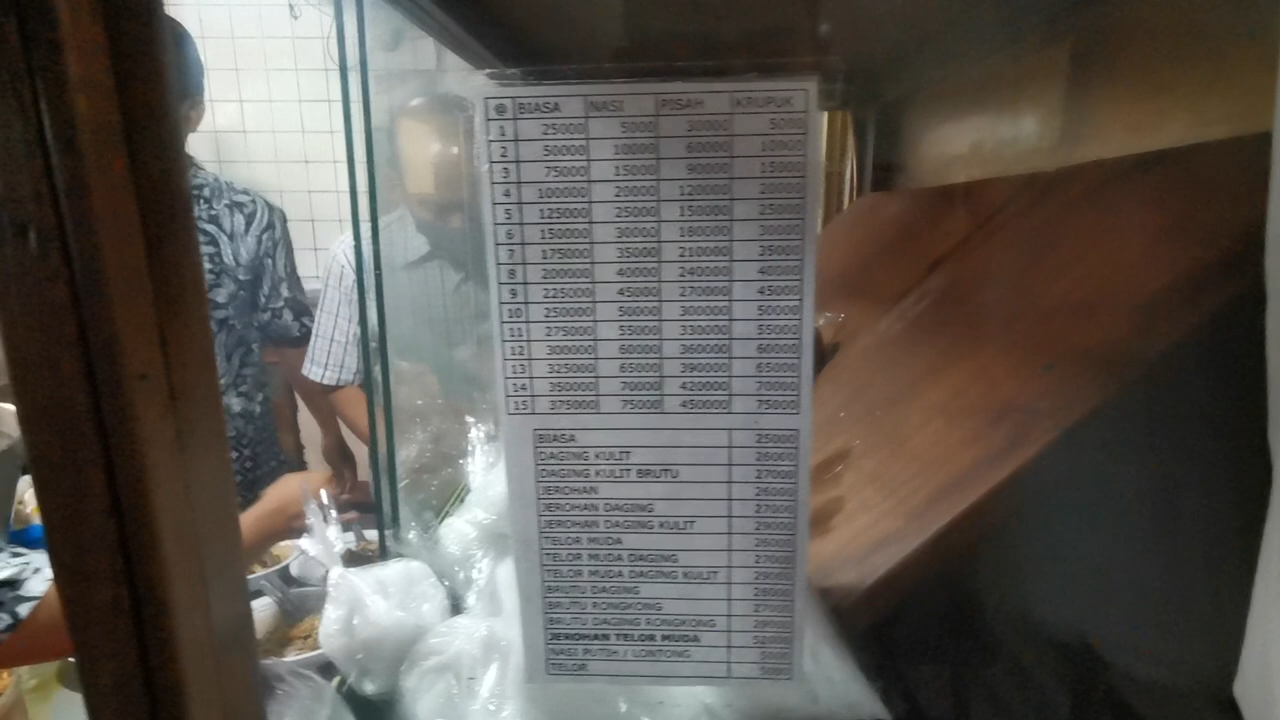 @ BIASA NASI PISAH KRUPUK
1 25000 5000 30000 5000
2 50000 10000 60000 10000
3 75000 15000 90000 15000
4 100000 20000 120000 20000
5 125000 25000 150000 25000
6 150000 30000 180000 30000
7 175000 35000 210000 35000
8 200000 40000 240000 40000
9 225000 45000 270000 45000
10 250000 50000 300000 50000
11 275000 55000 330000 55000
12 300000 60000 360000 60000
13 325000 65000 390000 65000
14 350000 70000 420000 70000
15 375000 75000 450000 75000
BIASA 25000
DAGING KULIT 26000
DAGING KULIT BRUTU 27000
JEROHAN 26000
JEROHAN DAGING 27000
JEROHAN DAGING KULIT 29000
TELOR MUDA 26000
TELOR MUDA DAGING 27000
TELOR MUDA DAGING KULIT 29000
BRUTU DAGING 28000
BRUTU RONGKONG 27000
BRUTU DAGING RONGKONG 29000
JEROHAN TELOR MUDA
NASI PUTIH / LONTONG 5000
TELOR